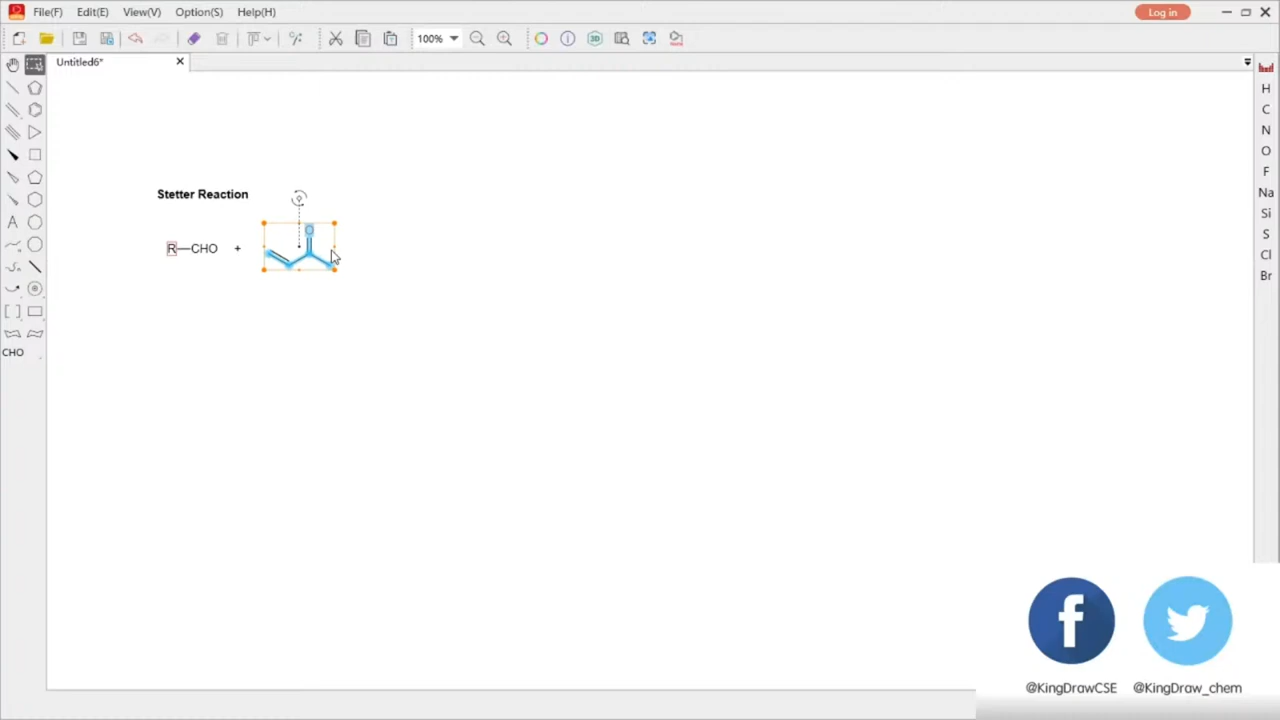 File(F) Edit(E) View(V) Option(S) Help(H) Log in
100% 3D
Untitled6*
H
C
N
O
F
Na
Si
S
Cl
Br
A
CHO
Stetter Reaction
O
R—CHO +
@KingDrawCSE @KingDraw_chem